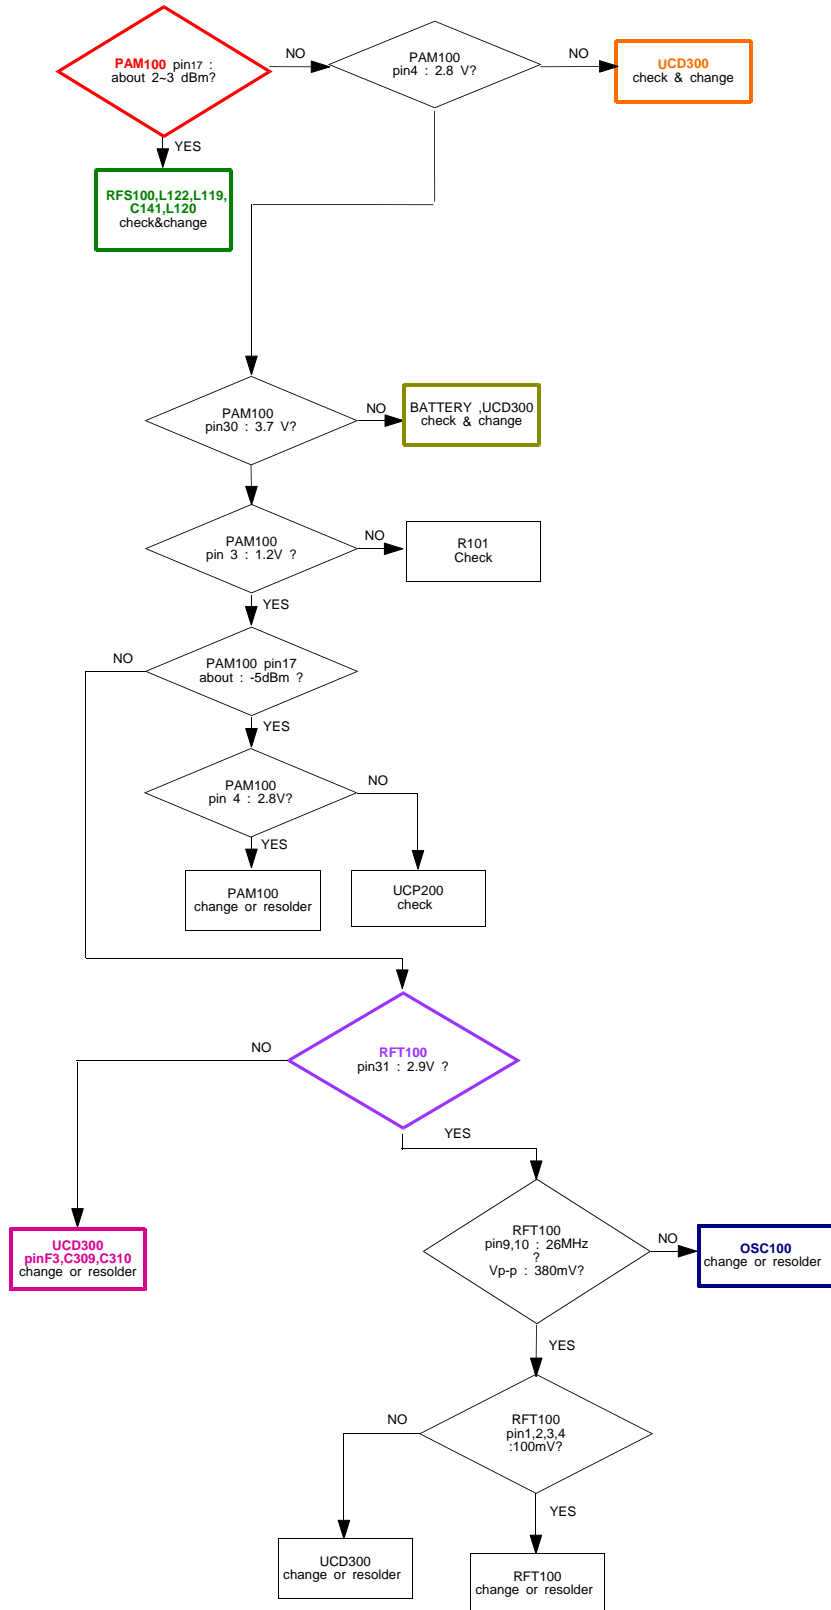 PAM100 pin17 :
about 2~3 dBm?
NO
PAM100
pin4 : 2.8 V?
NO
UCD300
check & change
YES
RFS100,L122,L119,
C141,L120
check&change
PAM100
pin30 : 3.7 V?
NO
BATTERY ,UCD300
check & change
PAM100
pin 3 : 1.2V ?
NO
R101
Check
YES
NO
PAM100 pin17
about : -5dBm ?
YES
PAM100
pin 4 : 2.8V?
NO
YES
PAM100
change or resolder
UCP200
check
RFT100
pin31 : 2.9V ?
NO
YES
UCD300
pinF3,C309,C310
change or resolder
RFT100
pin9,10 : 26MHz
?
Vp-p : 380mV?
NO
OSC100
change or resolder
YES
NO
RFT100
pin1,2,3,4
:100mV?
YES
UCD300
change or resolder
RFT100
change or resolder